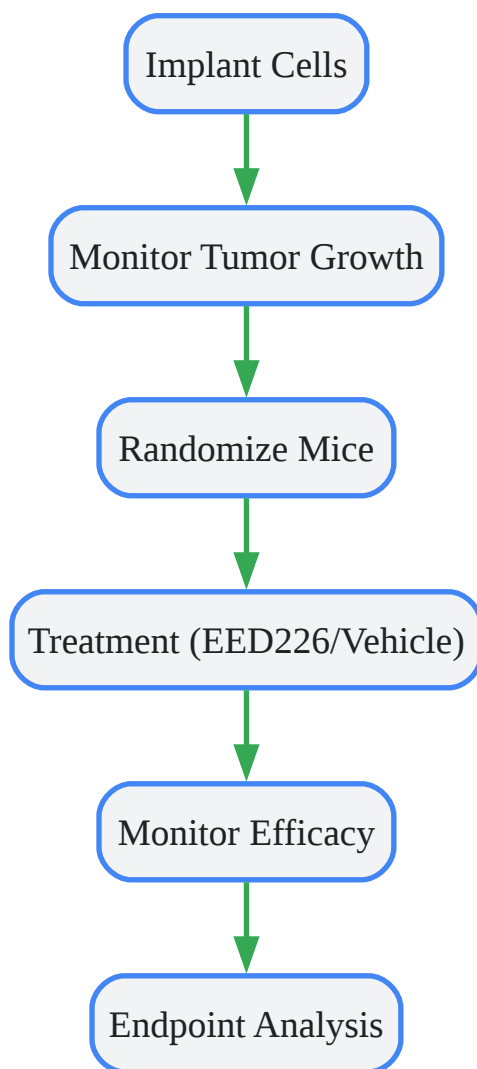 Implant Cells
Monitor Tumor Growth
Randomize Mice
Treatment (EED226/Vehicle)
Monitor Efficacy
Endpoint Analysis